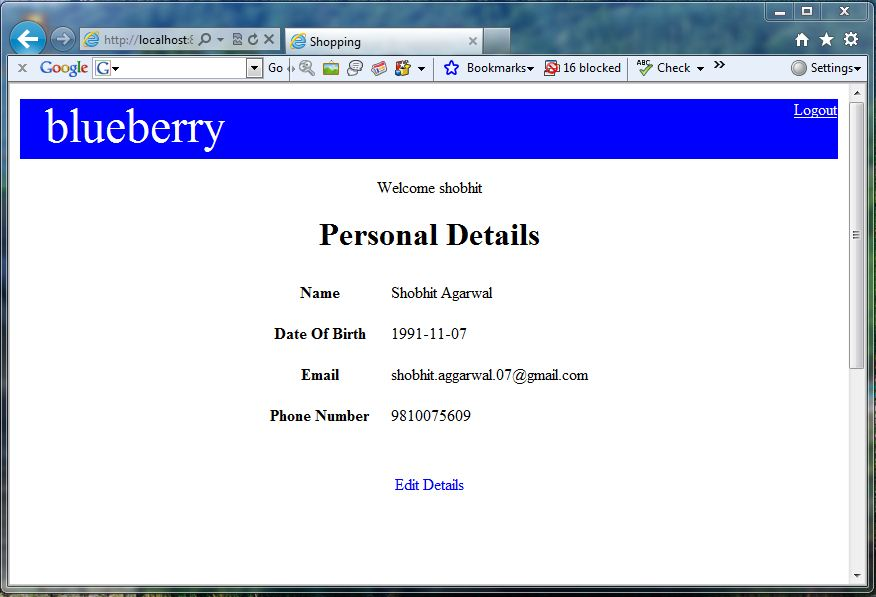 http://localhost:8
Shopping
x Google G Go Bookmarks 16 blocked ABC Check » Settings
blueberry
Logout
Welcome shobhit
Personal Details
Name Shobhit Agarwal
Date Of Birth 1991-11-07
Email shobhit.aggarwal.07@gmail.com
Phone Number 9810075609
Edit Details